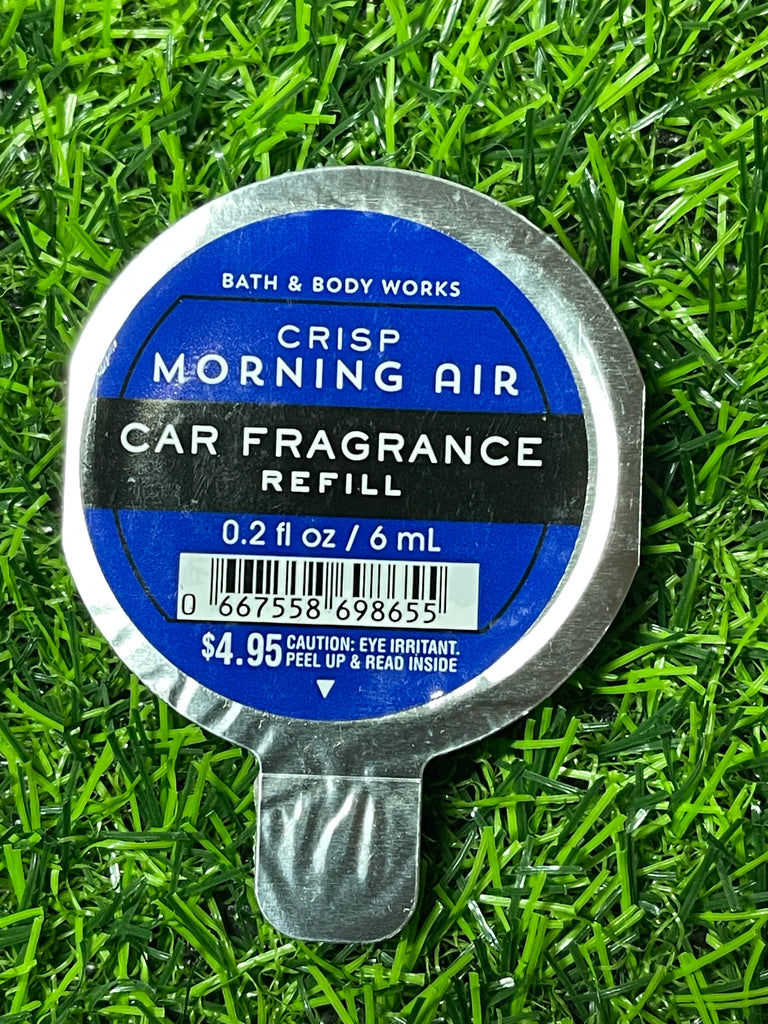 BATH & BODY WORKS
CRISP
MORNING AIR
CAR FRAGRANCE
REFILL
0.2 fl oz / 6 mL
0 667558 698655
$4.95 CAUTION: EYE IRRITANT.
PEEL UP & READ INSIDE